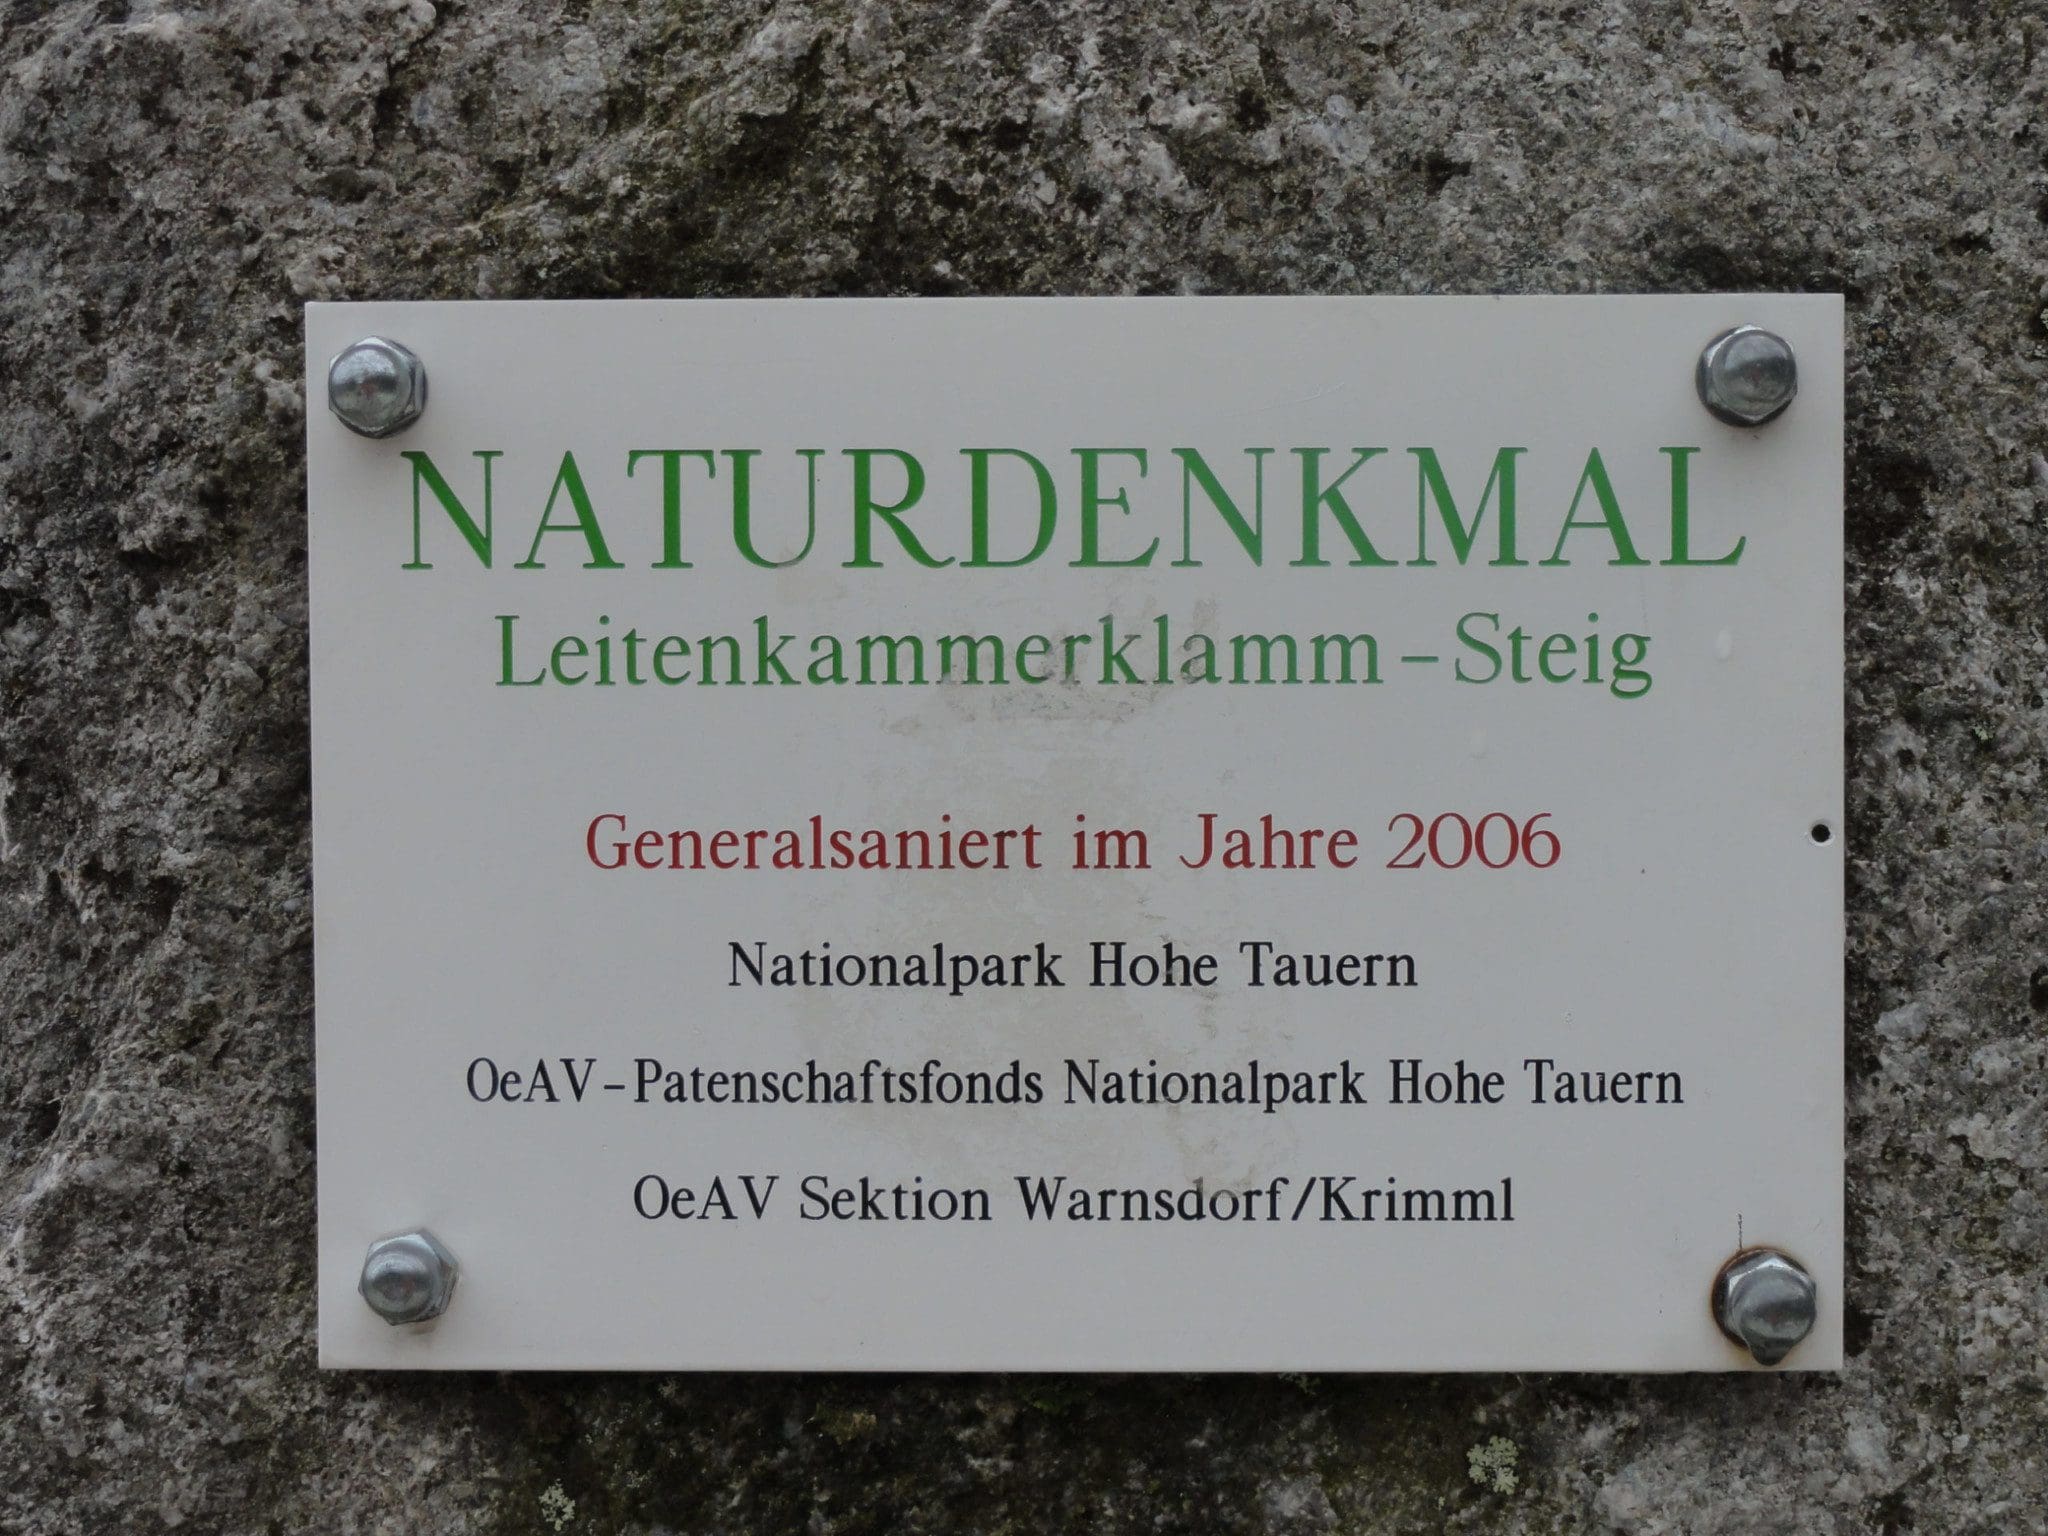 NATURDENKMAL
Leitenkammerklamm – Steig
Generalsaniert im Jahre 2006
Nationalpark Hohe Tauern
OeAV – Patenschaftsfonds Nationalpark Hohe Tauern
OeAV Sektion Warnsdorf/Krimml